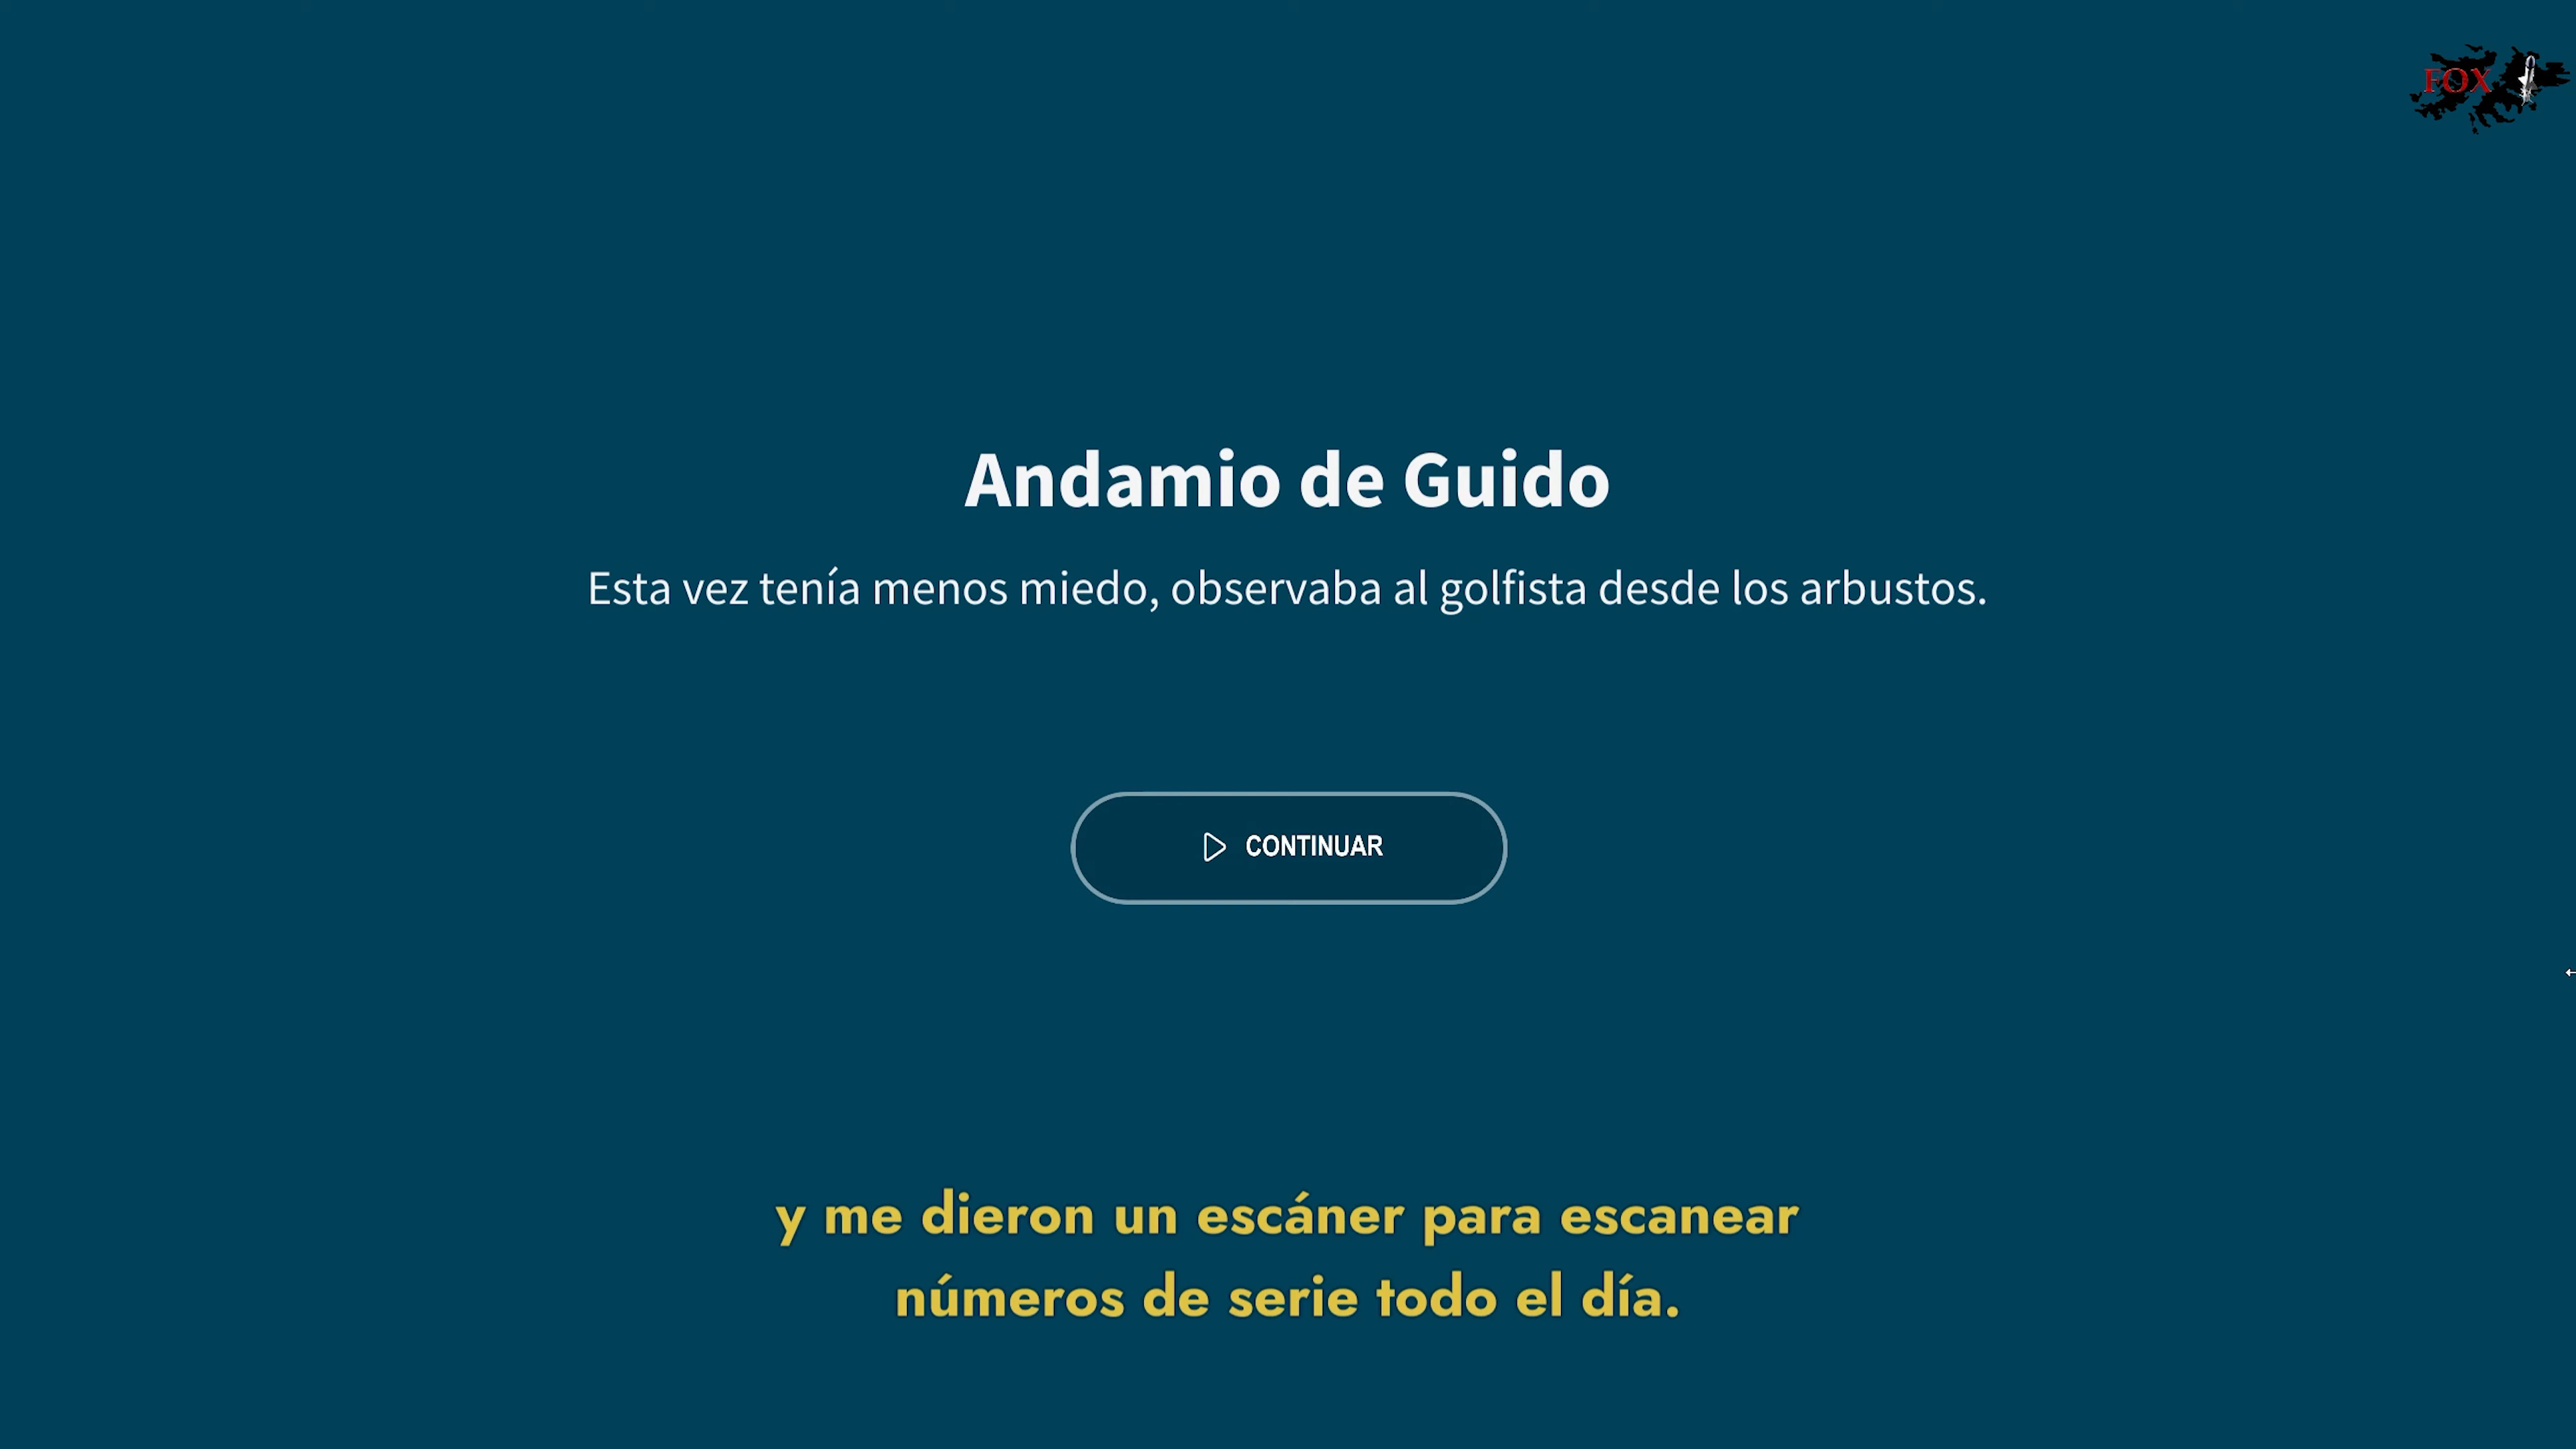 FOX
Andamio de Guido
Esta vez tenía menos miedo, observaba al golfista desde los arbustos.
CONTINUAR
y me dieron un escáner para escanear
números de serie todo el día.